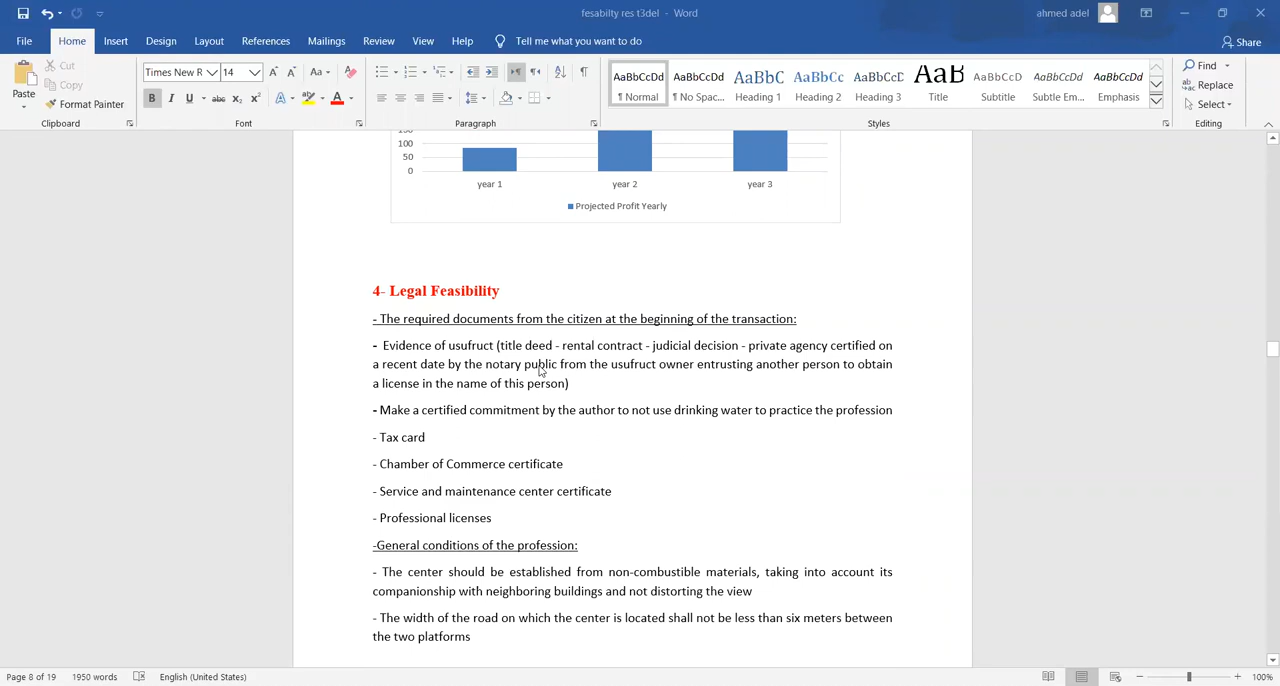 fesabilty res t3del - Word
ahmed adel
File Home Insert Design Layout References Mailings Review View Help Tell me what you want to do
Share
Paste
Cut
Copy
Format Painter
Clipboard
Times New R 14
Font
Paragraph
AaBbCcDd AaBbCcDd AaBbC AaBbCc AaBbCcD AaB AaBbCcD AaBbCcDd AaBbCcDd
¶ Normal ¶ No Spac... Heading 1 Heading 2 Heading 3 Title Subtitle Subtle Em... Emphasis
Styles
Find
Replace
Select
Editing
150
100
50
0
year 1 year 2 year 3
Projected Profit Yearly
4- Legal Feasibility
- The required documents from the citizen at the beginning of the transaction:
- Evidence of usufruct (title deed - rental contract - judicial decision - private agency certified on
a recent date by the notary public from the usufruct owner entrusting another person to obtain
a license in the name of this person)
- Make a certified commitment by the author to not use drinking water to practice the profession
- Tax card
- Chamber of Commerce certificate
- Service and maintenance center certificate
- Professional licenses
-General conditions of the profession:
- The center should be established from non-combustible materials, taking into account its
companionship with neighboring buildings and not distorting the view
- The width of the road on which the center is located shall not be less than six meters between
the two platforms
Page 8 of 19 1950 words English (United States) 100%